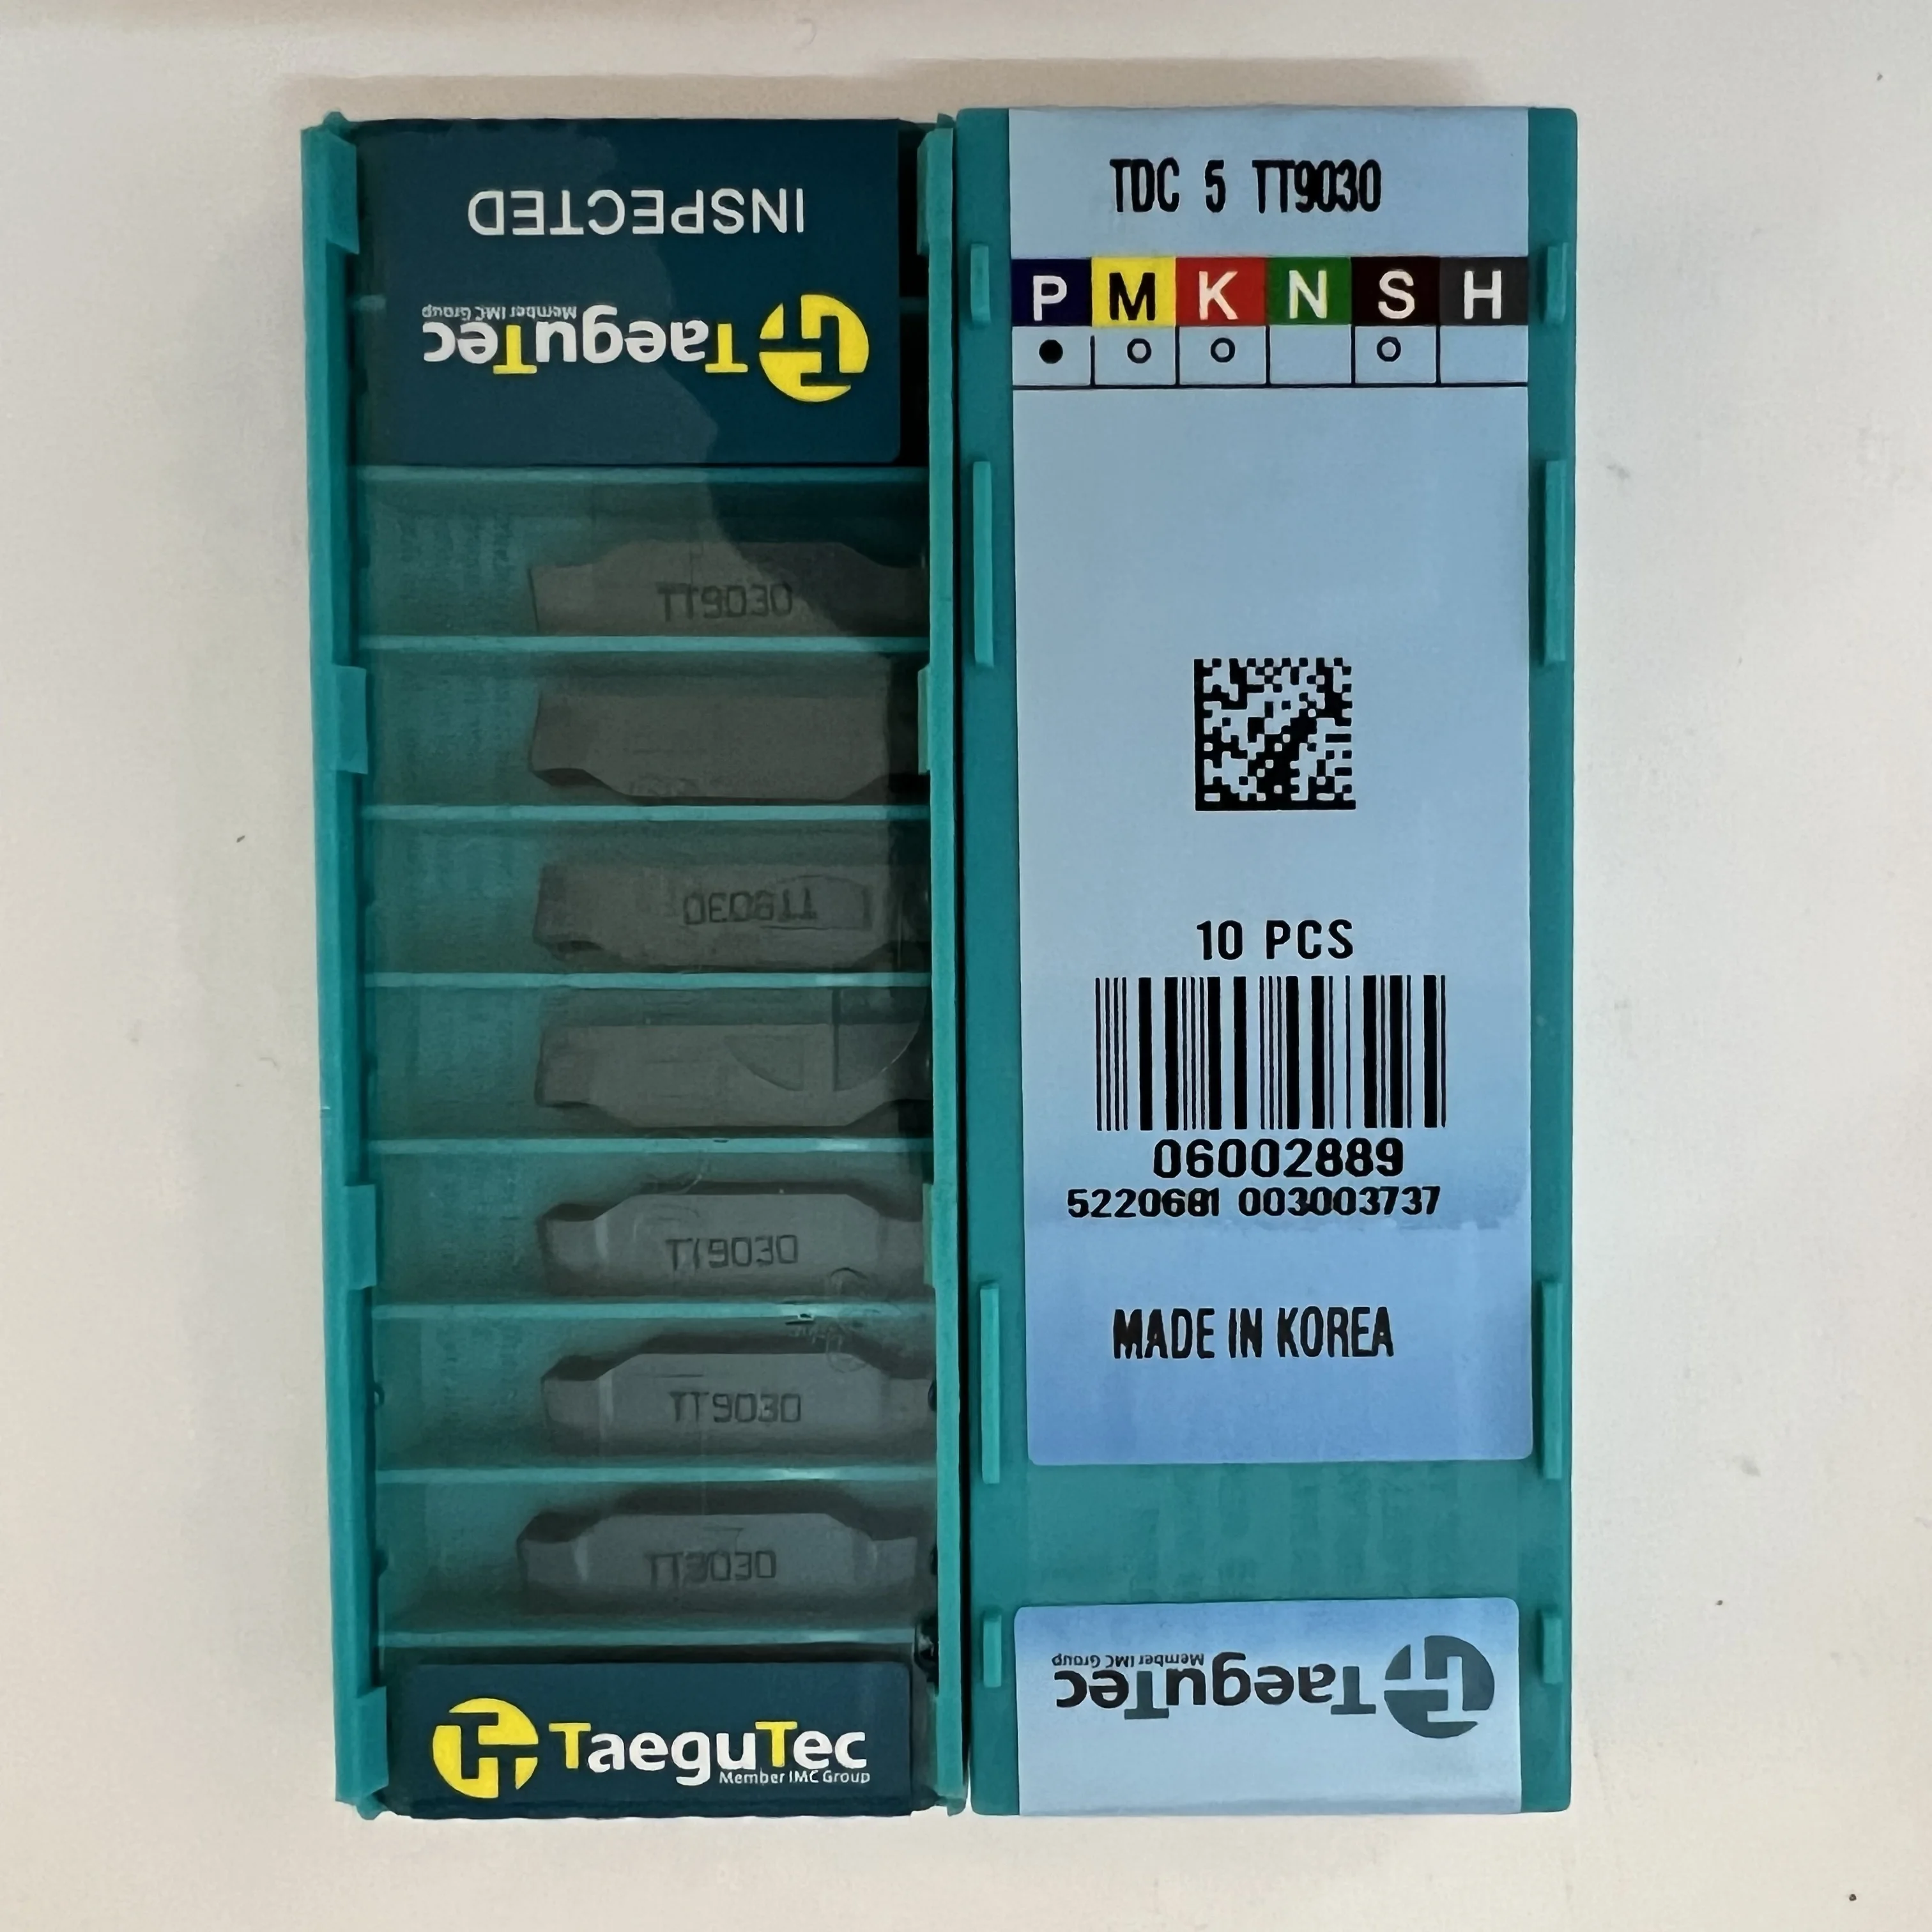 INSPECTED
TaeguTec
Member IMC Group
TT9030
TT9030
TT9030
TT9030
TT9030
TaeguTec
Member IMC Group
TDC 5 TT9030
P M K N S H
10 PCS
06002889
5220681 003003737
MADE IN KOREA
TaeguTec
Member IMC Group